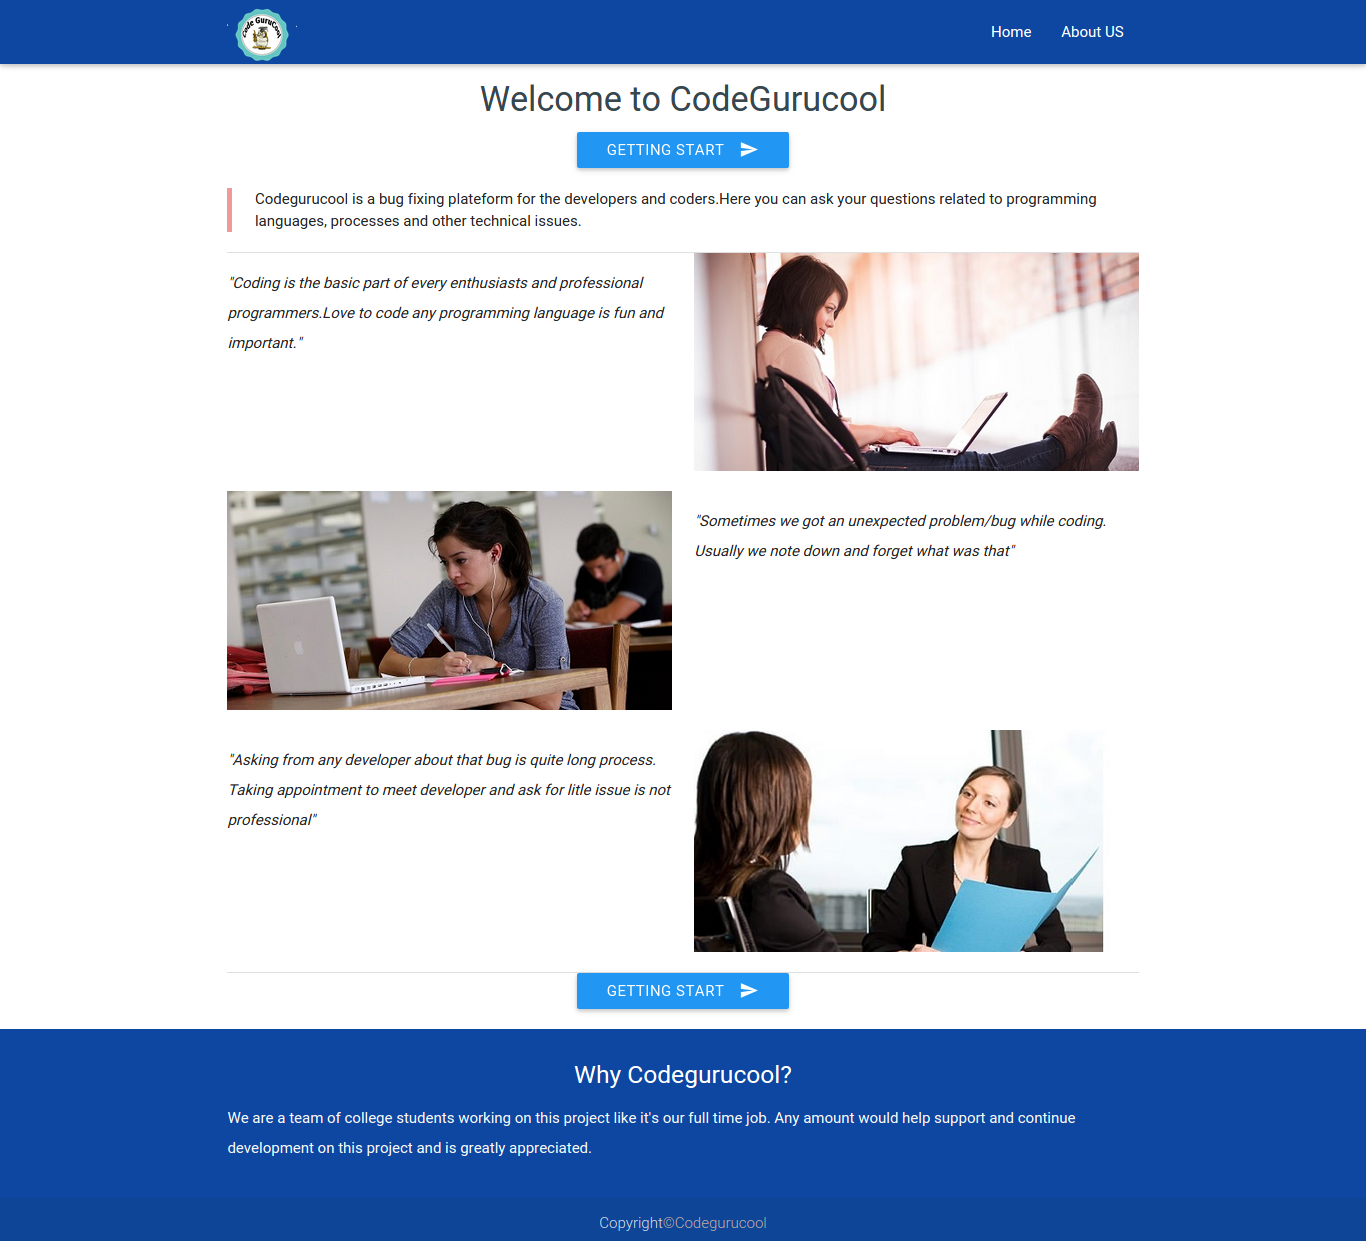 Code GuruCool
Home
About US
Welcome to CodeGurucool
GETTING START
Codegurucool is a bug fixing plateform for the developers and coders.Here you can ask your questions related to programming
languages, processes and other technical issues.
"Coding is the basic part of every enthusiasts and professional
programmers.Love to code any programming language is fun and
important."
"Sometimes we got an unexpected problem/bug while coding.
Usually we note down and forget what was that"
"Asking from any developer about that bug is quite long process.
Taking appointment to meet developer and ask for litle issue is not
professional"
GETTING START
Why Codegurucool?
We are a team of college students working on this project like it's our full time job. Any amount would help support and continue
development on this project and is greatly appreciated.
Copyright©Codegurucool